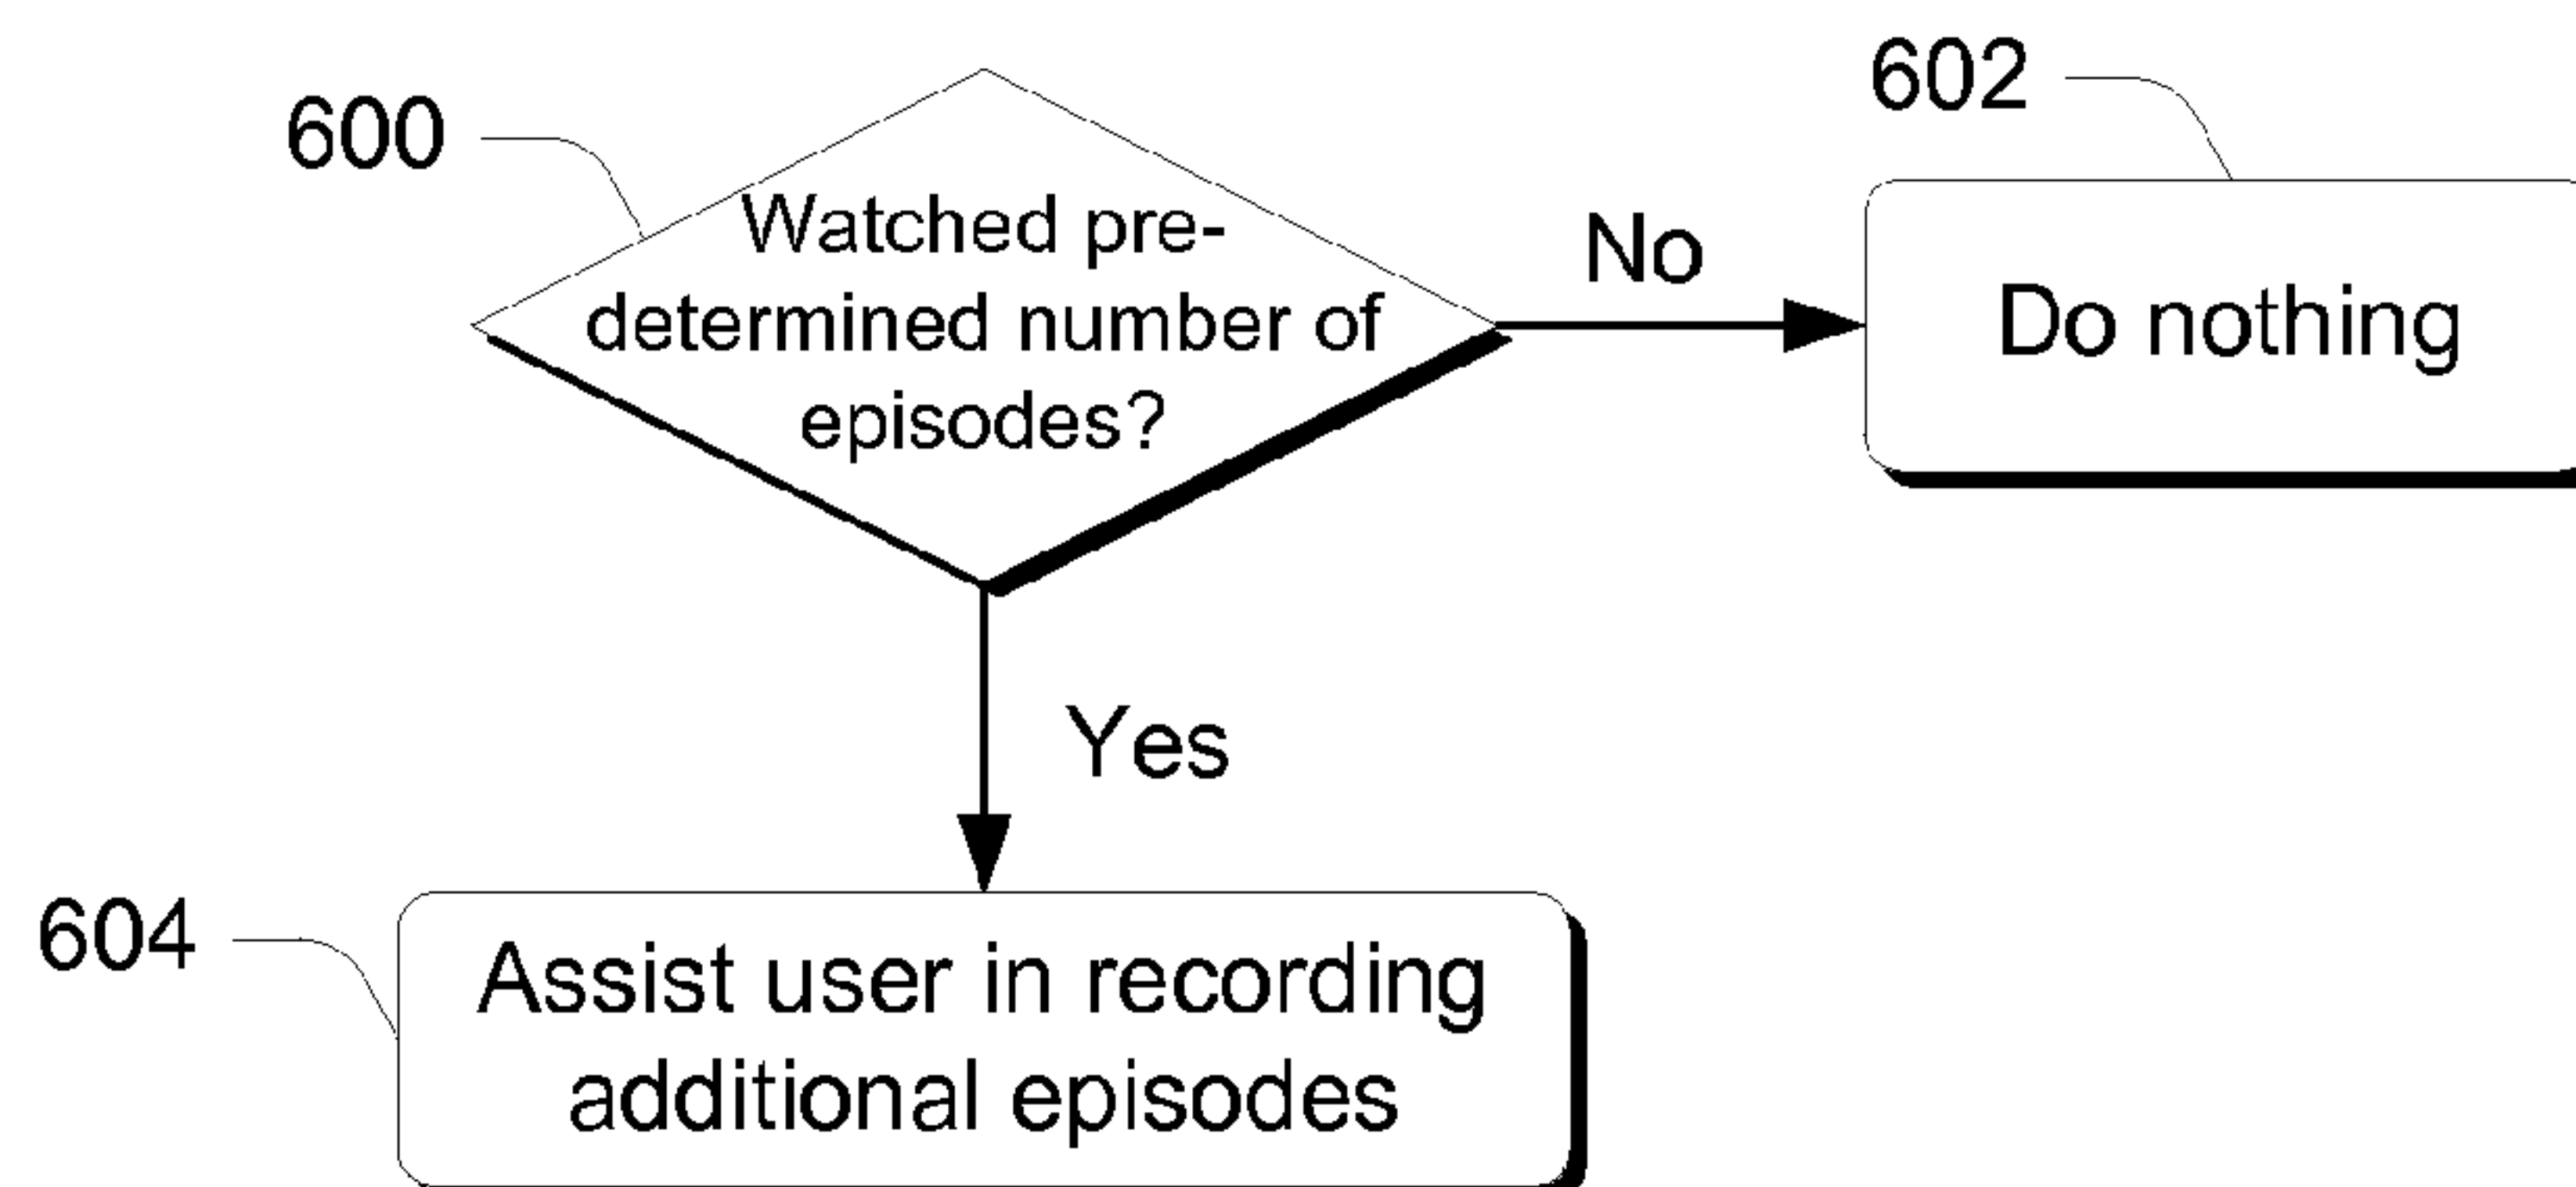 600
Watched pre-
determined number of
episodes?
No
602
Do nothing
Yes
604
Assist user in recording
additional episodes